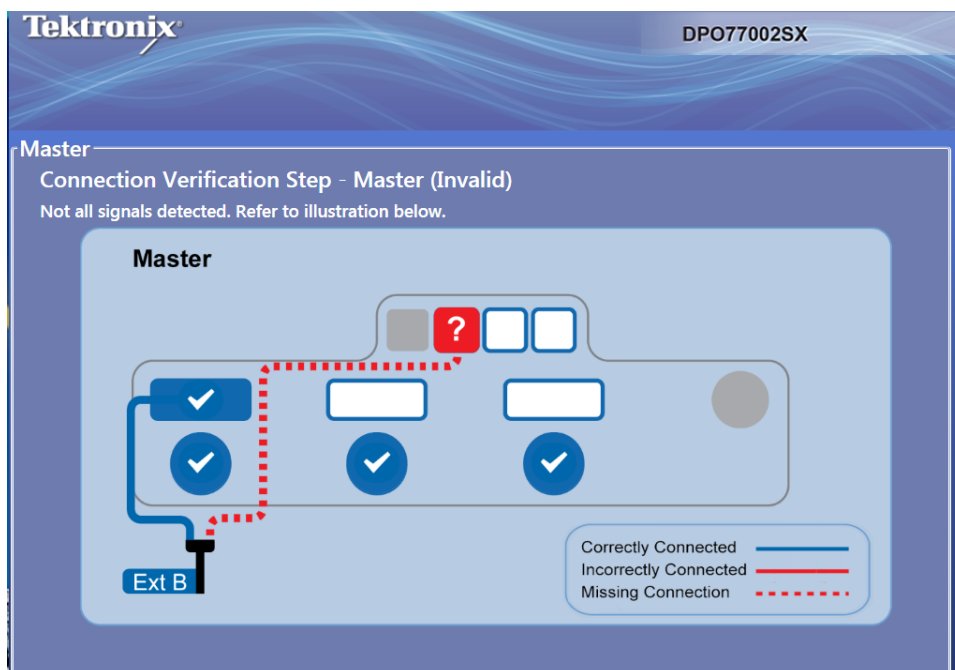 Tektronix
DPO77002SX
Master
Connection Verification Step - Master (Invalid)
Not all signals detected. Refer to illustration below.
Master
?
Ext B
Correctly Connected
Incorrectly Connected
Missing Connection